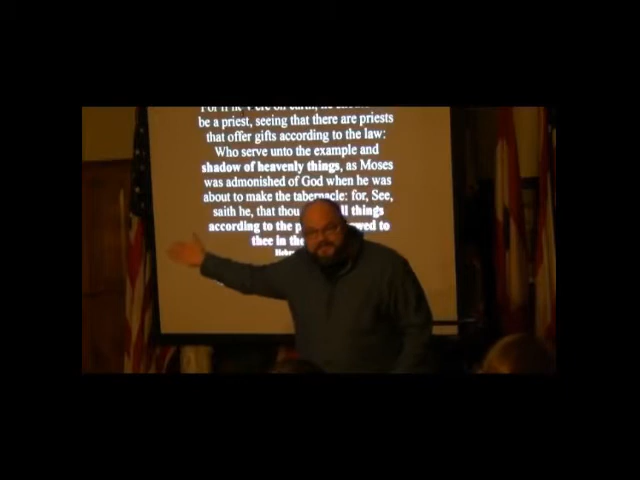 be a priest, seeing that there are priests
that offer gifts according to the law:
Who serve unto the example and
shadow of heavenly things, as Moses
was admonished of God when he was
about to make the tabernacle: for, See,
saith he, that thou things
according to the to
thee in the